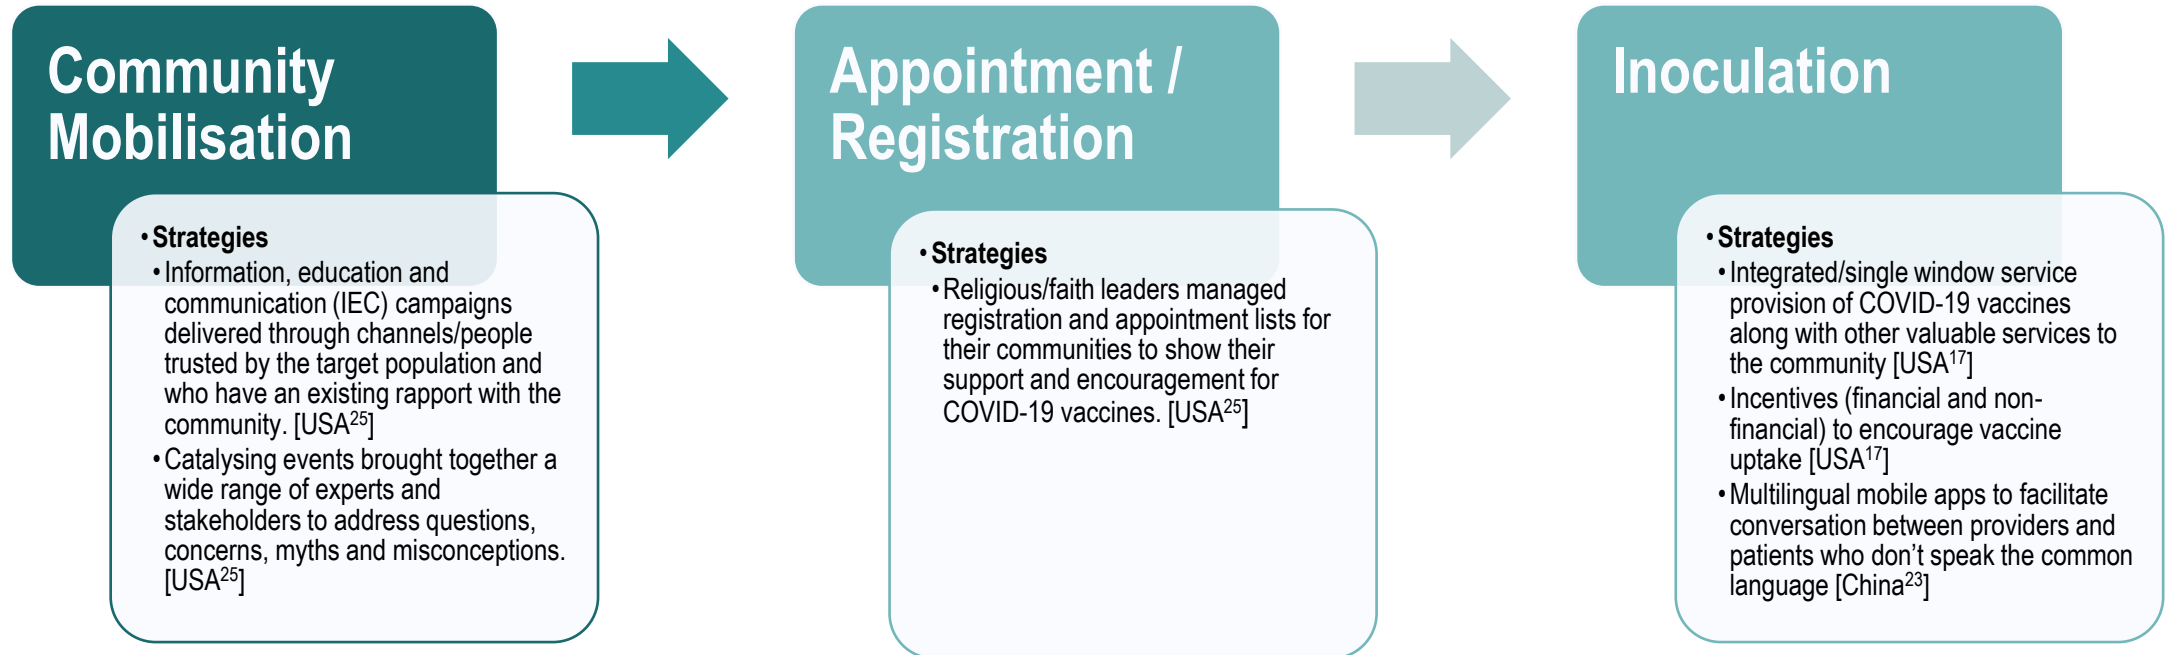 Community
Mobilisation
• Strategies
• Information, education and
communication (IEC) campaigns
delivered through channels/people
trusted by the target population and
who have an existing rapport with the
community. [USA²⁵]
• Catalysing events brought together a
wide range of experts and
stakeholders to address questions,
concerns, myths and misconceptions.
[USA²⁵]
Appointment /
Registration
• Strategies
• Religious/faith leaders managed
registration and appointment lists for
their communities to show their
support and encouragement for
COVID-19 vaccines. [USA²⁵]
Inoculation
• Strategies
• Integrated/single window service
provision of COVID-19 vaccines
along with other valuable services to
the community [USA¹⁷]
• Incentives (financial and non-
financial) to encourage vaccine
uptake [USA¹⁷]
• Multilingual mobile apps to facilitate
conversation between providers and
patients who don’t speak the common
language [China²³]